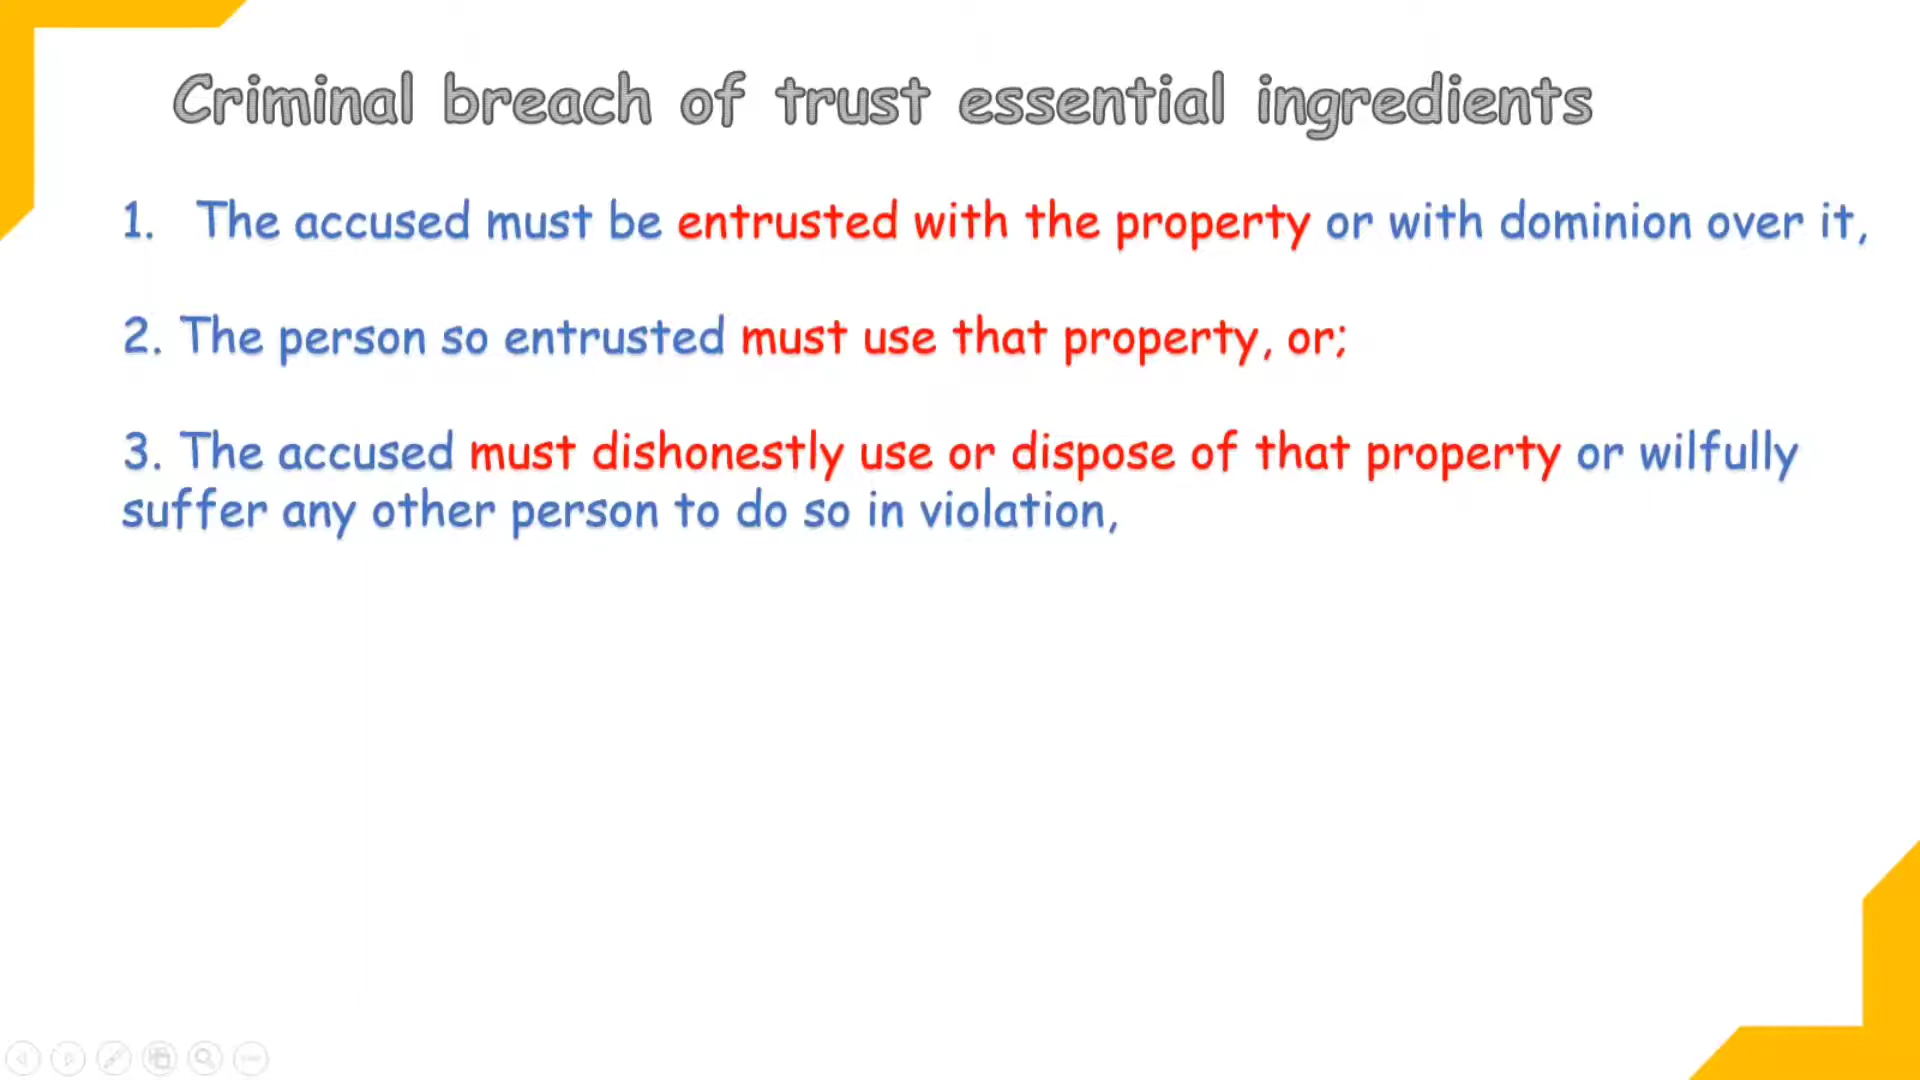 Criminal breach of trust essential ingredients
1. The accused must be entrusted with the property or with dominion over it,
2. The person so entrusted must use that property, or;
3. The accused must dishonestly use or dispose of that property or wilfully
suffer any other person to do so in violation,